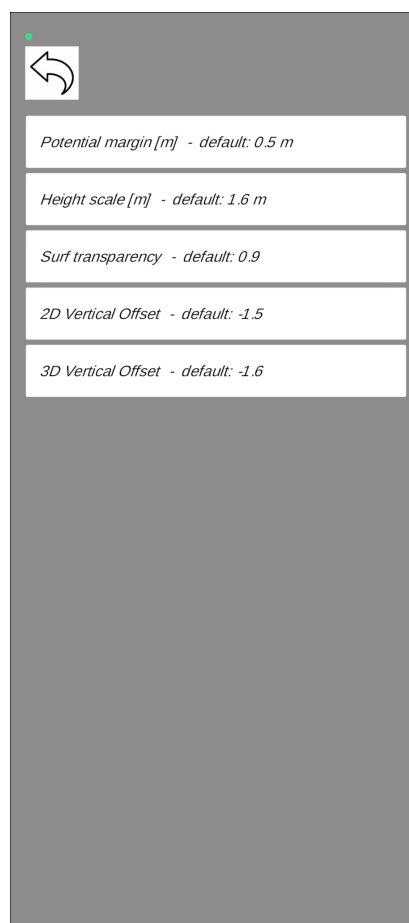 Potential margin [m] - default: 0.5 m
Height scale [m] - default: 1.6 m
Surf transparency - default: 0.9
2D Vertical Offset - default: -1.5
3D Vertical Offset - default: -1.6